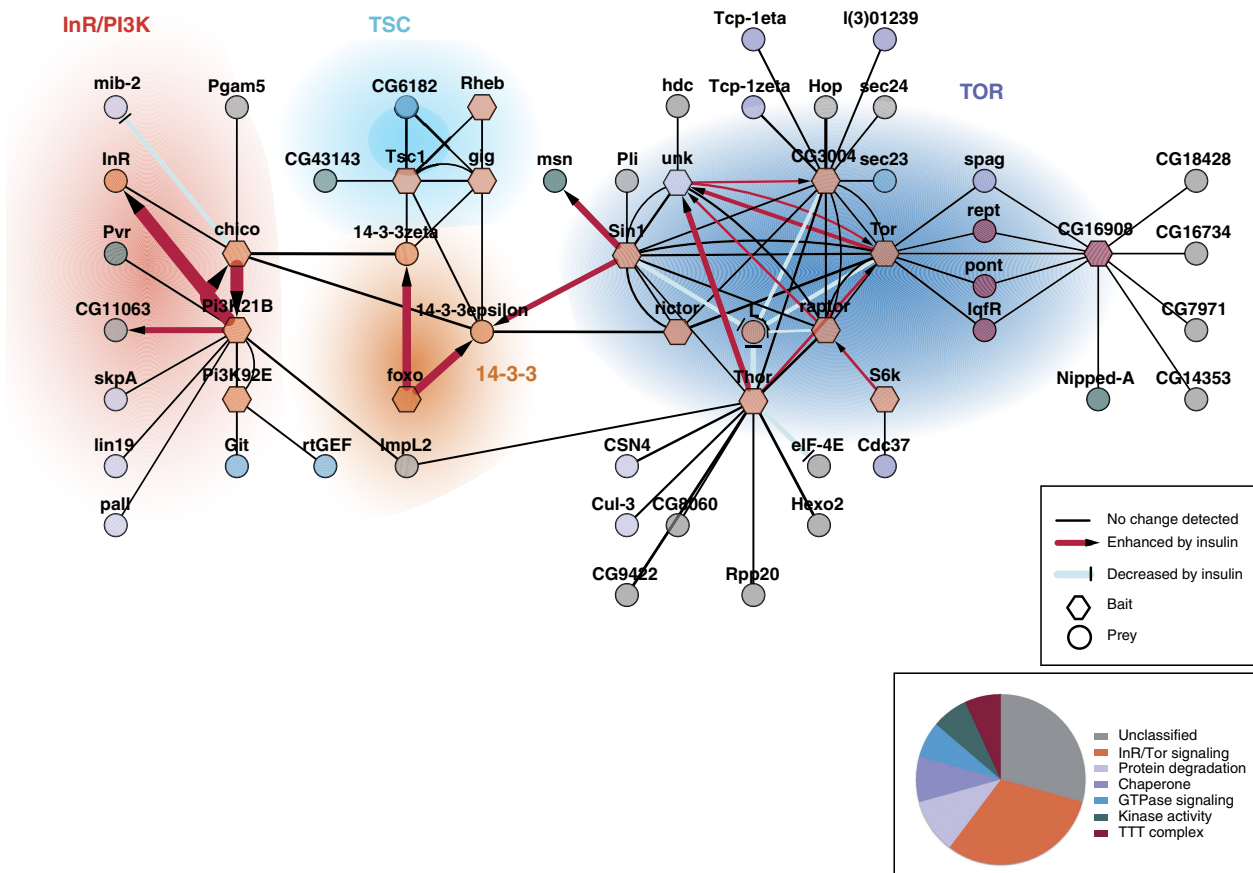 InR/PI3K
TSC
Tcp-1eta
l(3)01239
mib-2
Pgam5
CG6182
Rheb
hdc
Tcp-1zeta
Hop
sec24
TOR
InR
CG43143
Tsc1
gig
msn
Pli
unk
CG3004
sec23
spag
CG18428
Pvr
chico
14-3-3zeta
Sin1
Tor
rept
CG16908
CG16734
pont
CG11063
Pi3K21B
14-3-3epsilon
rictor
L
raptor
lqfR
CG7971
skpA
Pi3K92E
foxo
14-3-3
Thor
S6k
Nipped-A
CG14353
lin19
Git
rtGEF
ImpL2
CSN4
eIF-4E
Cdc37
pall
Cul-3
CG8060
Hexo2
CG9422
Rpp20
No change detected
Enhanced by insulin
Decreased by insulin
Bait
Prey
Unclassified
InR/Tor signaling
Protein degradation
Chaperone
GTPase signaling
Kinase activity
TTT complex